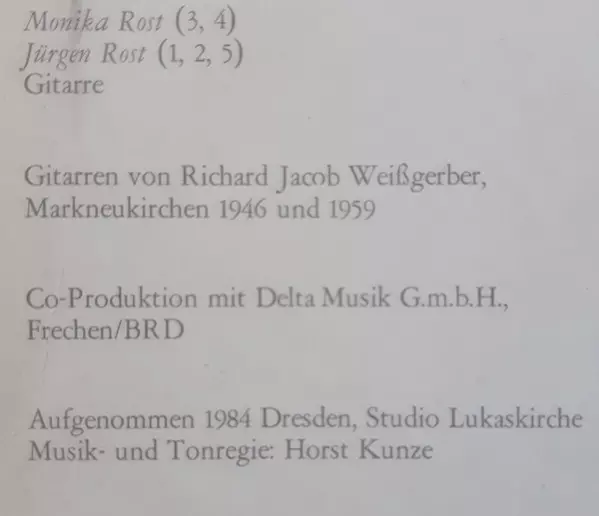 Monika Rost (3, 4)
Jürgen Rost (1, 2, 5)
Gitarre
Gitarren von Richard Jacob Weißgerber,
Markneukirchen 1946 und 1959
Co-Produktion mit Delta Musik G.m.b.H.,
Frechen/BRD
Aufgenommen 1984 Dresden, Studio Lukaskirche
Musik- und Tonregie: Horst Kunze